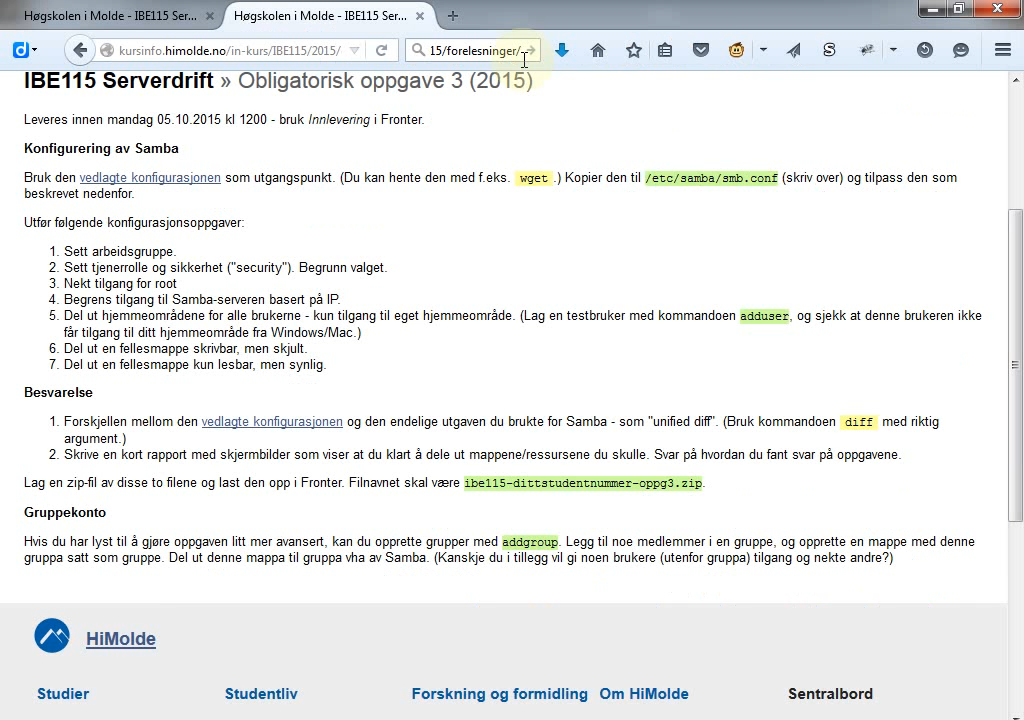 Høgskolen i Molde - IBE115 Ser... × Høgskolen i Molde - IBE115 Ser... × +
kursinfo.himolde.no/in-kurs/IBE115/2015/ 15/forelesninger/
IBE115 Serverdrift » Obligatorisk oppgave 3 (2015)
Leveres innen mandag 05.10.2015 kl 1200 - bruk Innlevering i Fronter.
Konfigurering av Samba
Bruk den vedlagte konfigurasjonen som utgangspunkt. (Du kan hente den med f.eks. wget.) Kopier den til /etc/samba/smb.conf (skriv over) og tilpass den som
beskrevet nedenfor.
Utfør følgende konfigurasjonsoppgaver:
1. Sett arbeidsgruppe.
2. Sett tjenerrolle og sikkerhet ("security"). Begrunn valget.
3. Nekt tilgang for root
4. Begrens tilgang til Samba-serveren basert på IP.
5. Del ut hjemmeområdene for alle brukerne - kun tilgang til eget hjemmeområde. (Lag en testbruker med kommandoen adduser, og sjekk at denne brukeren ikke
får tilgang til ditt hjemmeområde fra Windows/Mac.)
6. Del ut en fellesmappe skrivbar, men skjult.
7. Del ut en fellesmappe kun lesbar, men synlig.
Besvarelse
1. Forskjellen mellom den vedlagte konfigurasjonen og den endelige utgaven du brukte for Samba - som "unified diff". (Bruk kommandoen diff med riktig
argument.)
2. Skrive en kort rapport med skjermbilder som viser at du klart å dele ut mappene/ressursene du skulle. Svar på hvordan du fant svar på oppgavene.
Lag en zip-fil av disse to filene og last den opp i Fronter. Filnavnet skal være ibe115-dittstudentnummer-oppg3.zip.
Gruppekonto
Hvis du har lyst til å gjøre oppgaven litt mer avansert, kan du opprette grupper med addgroup. Legg til noe medlemmer i en gruppe, og opprette en mappe med denne
gruppa satt som gruppe. Del ut denne mappa til gruppa vha av Samba. (Kanskje du i tillegg vil gi noen brukere (utenfor gruppa) tilgang og nekte andre?)
HiMolde
Studier Studentliv Forskning og formidling Om HiMolde Sentralbord